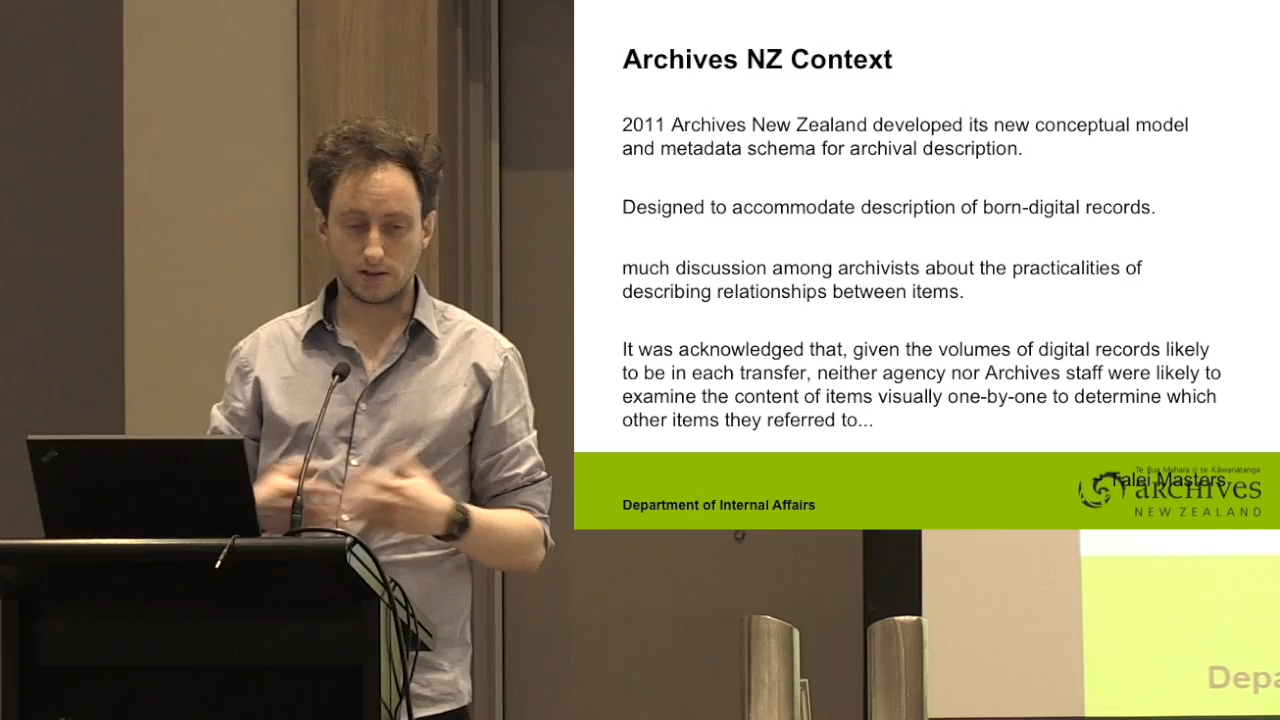 Archives NZ Context
2011 Archives New Zealand developed its new conceptual model
and metadata schema for archival description.
Designed to accommodate description of born-digital records.
much discussion among archivists about the practicalities of
describing relationships between items.
It was acknowledged that, given the volumes of digital records likely
to be in each transfer, neither agency nor Archives staff were likely to
examine the content of items visually one-by-one to determine which
other items they referred to...
Te Rua Mahara o te Kāwanatanga
Talei Masters
ARCHIVES
NEW ZEALAND
Department of Internal Affairs
Depa